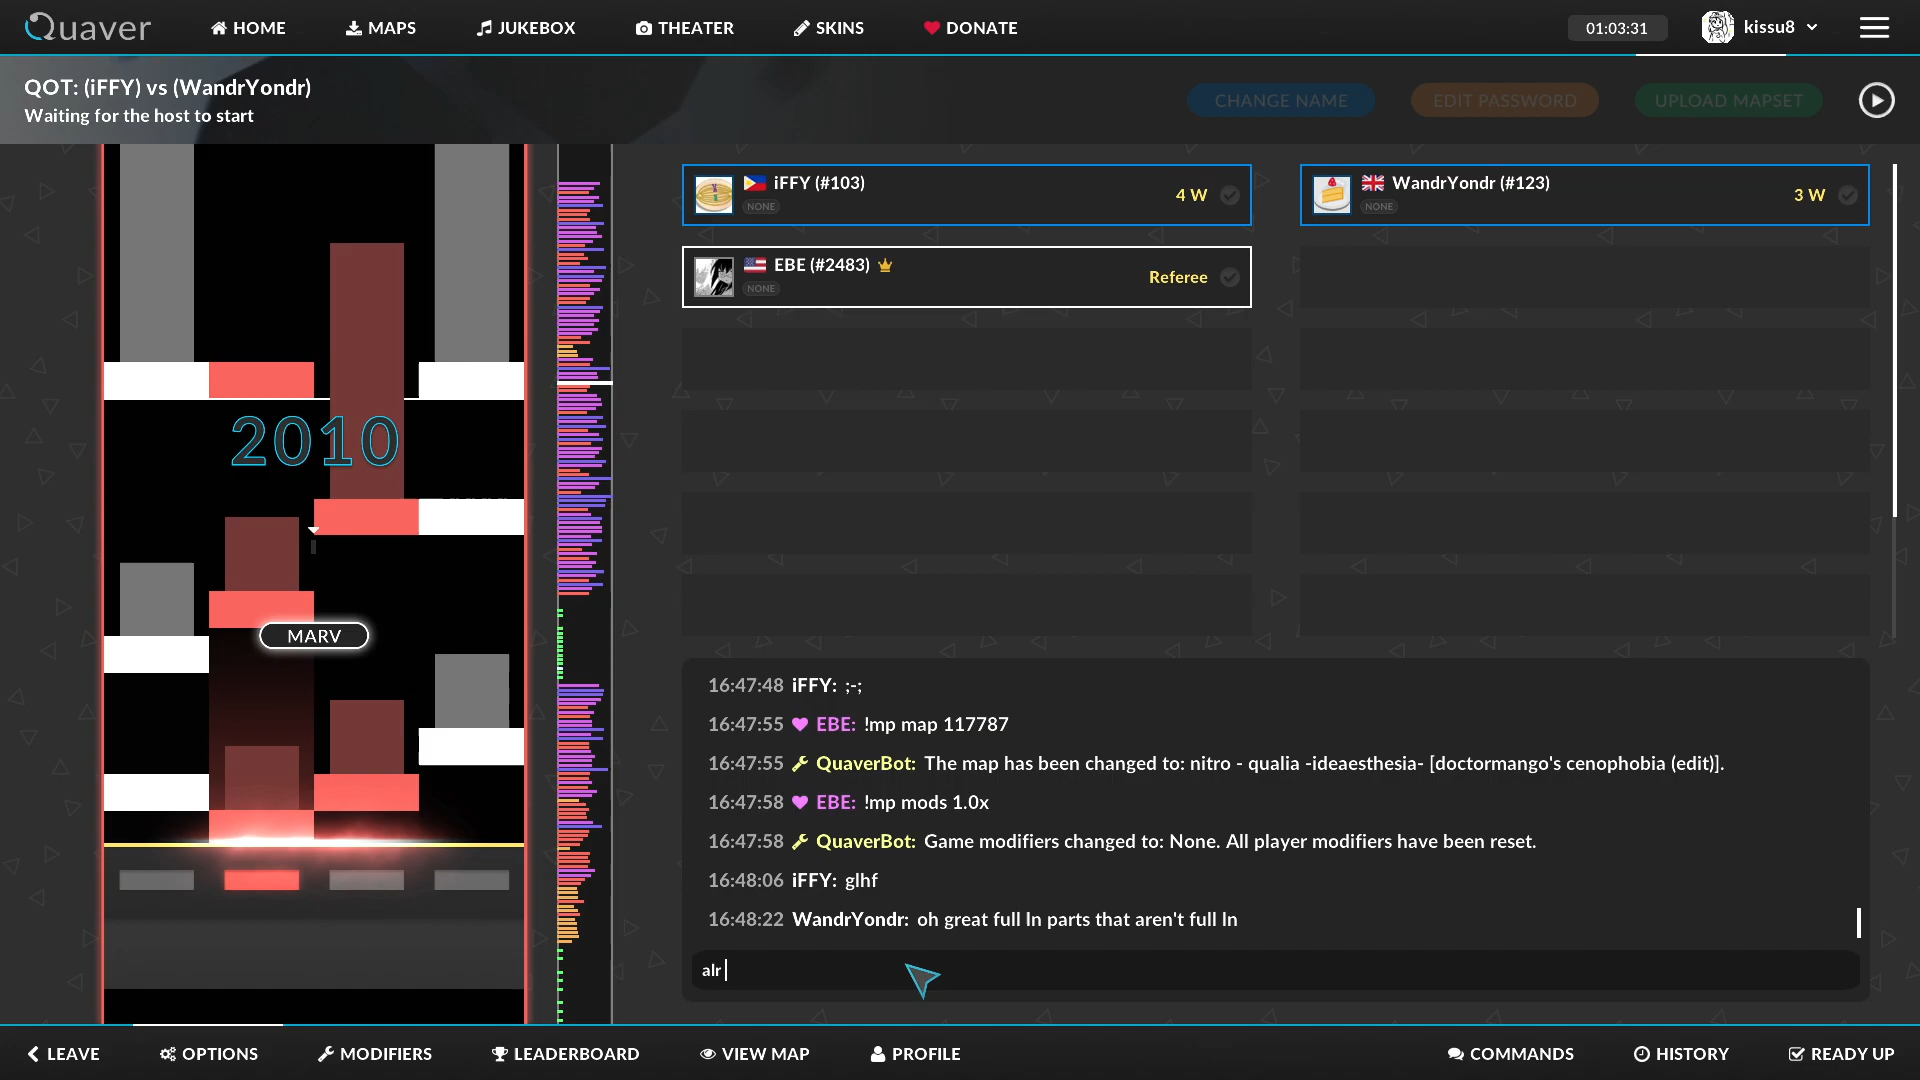 Quaver
HOME
MAPS
JUKEBOX
THEATER
SKINS
DONATE
01:03:31
kissu8
QOT: (iFFY) vs (WandrYondr)
Waiting for the host to start
CHANGE NAME
EDIT PASSWORD
UPLOAD MAPSET
iFFY (#103)
NONE
4 W
WandrYondr (#123)
NONE
3 W
EBE (#2483)
NONE
Referee
2010
MARV
16:47:48 iFFY: ;-;
16:47:55 EBE: !mp map 117787
16:47:55 QuaverBot: The map has been changed to: nitro - qualia -ideaesthesia- [doctormango's cenophobia (edit)].
16:47:58 EBE: !mp mods 1.0x
16:47:58 QuaverBot: Game modifiers changed to: None. All player modifiers have been reset.
16:48:06 iFFY: glhf
16:48:22 WandrYondr: oh great full ln parts that aren't full ln
alr
LEAVE
OPTIONS
MODIFIERS
LEADERBOARD
VIEW MAP
PROFILE
COMMANDS
HISTORY
READY UP